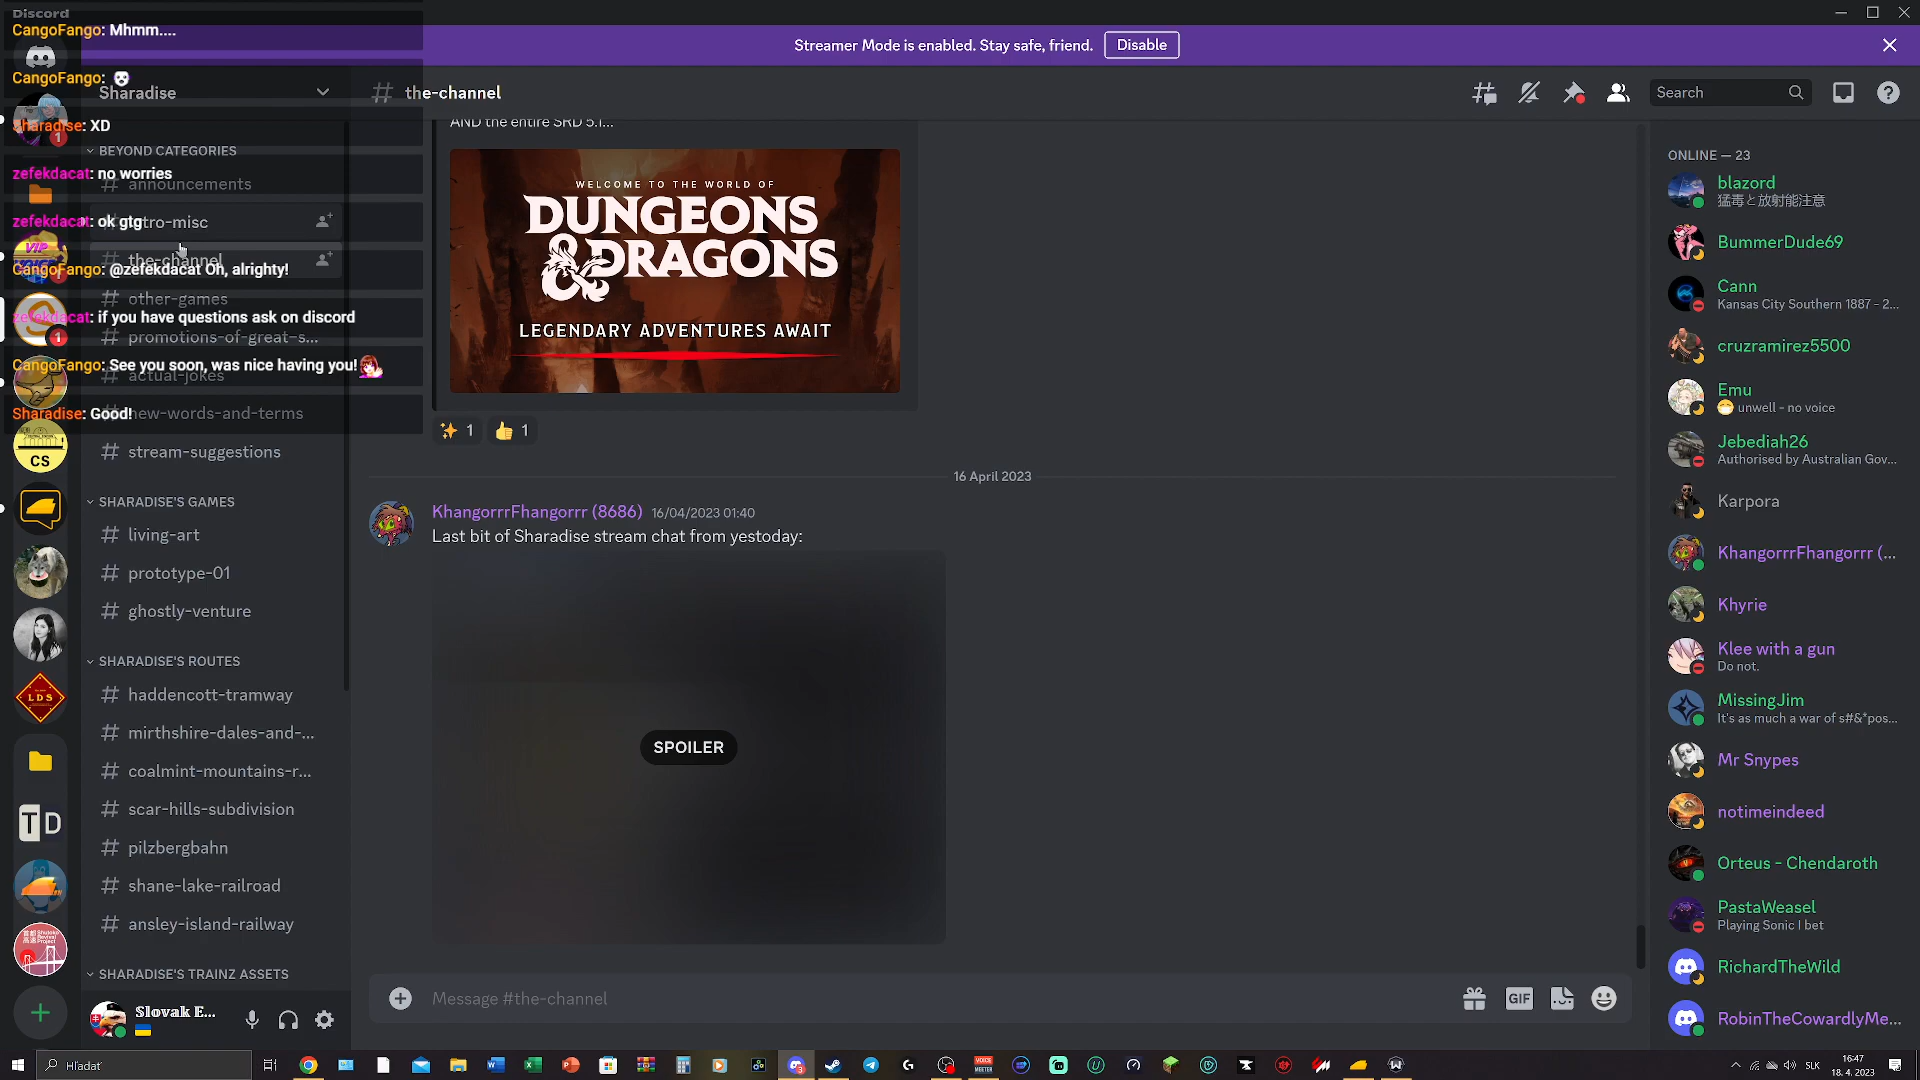 Discord
CangoFango: Mhmm....
Streamer Mode is enabled. Stay safe, friend. Disable
CangoFango:
Sharadise
the-channel
Search
Sharadise: XD
BEYOND CATEGORIES
zefekdacat: no worries
announcements
zefekdacat: ok gtg
tro-misc
the-channel
CangoFango: @zefekdacat Oh, alrighty!
other-games
zefekdacat: if you have questions ask on discord
promotions-of-great-s...
CangoFango: See you soon, was nice having you!
actual-jokes
Sharadise: Good!
new-words-and-terms
stream-suggestions
SHARADISE'S GAMES
living-art
prototype-01
ghostly-venture
SHARADISE'S ROUTES
haddencott-tramway
mirthshire-dales-and-...
coalmint-mountains-r...
scar-hills-subdivision
pilzbergbahn
shane-lake-railroad
ansley-island-railway
SHARADISE'S TRAINZ ASSETS
Slovak E...
VIP
CS
LDS
TD
AND the entire SRD 5.1...
WELCOME TO THE WORLD OF
DUNGEONS
& DRAGONS
LEGENDARY ADVENTURES AWAIT
1
1
16 April 2023
KhangorrrFhangorrr (8686) 16/04/2023 01:40
Last bit of Sharadise stream chat from yestoday:
SPOILER
Message #the-channel
GIF
ONLINE — 23
blazord
猛毒と放射能注意
BummerDude69
Cann
Kansas City Southern 1887 - 2...
cruzramirez5500
Emu
unwell - no voice
Jebediah26
Authorised by Australian Gov...
Karpora
KhangorrrFhangorrr (...
Khyrie
Klee with a gun
Do not.
MissingJim
It's as much a war of s#&*pos...
Mr Snypes
notimeindeed
Orteus - Chendaroth
PastaWeasel
Playing Sonic I bet
RichardTheWild
RobinTheCowardlyMe...
Hľadať
SLK
16:47
18. 4. 2023